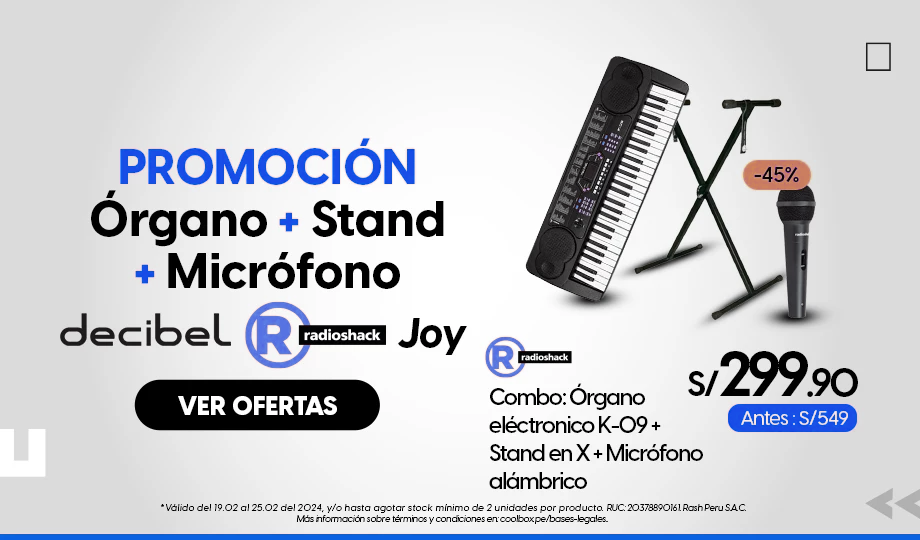 PROMOCIÓN
Órgano + Stand
+ Micrófono
decibel R radioshack Joy
VER OFERTAS
-45%
radioshack
R radioshack
S/299.90
Antes : S/549
Combo: Órgano
eléctronico K-09 +
Stand en X + Micrófono
alámbrico
*Válido del 19.02 al 25.02 del 2024, y/o hasta agotar stock mínimo de 2 unidades por producto. RUC: 20378890161. Rash Peru S.A.C.
Más información sobre términos y condiciones en: coolbox.pe/bases-legales.